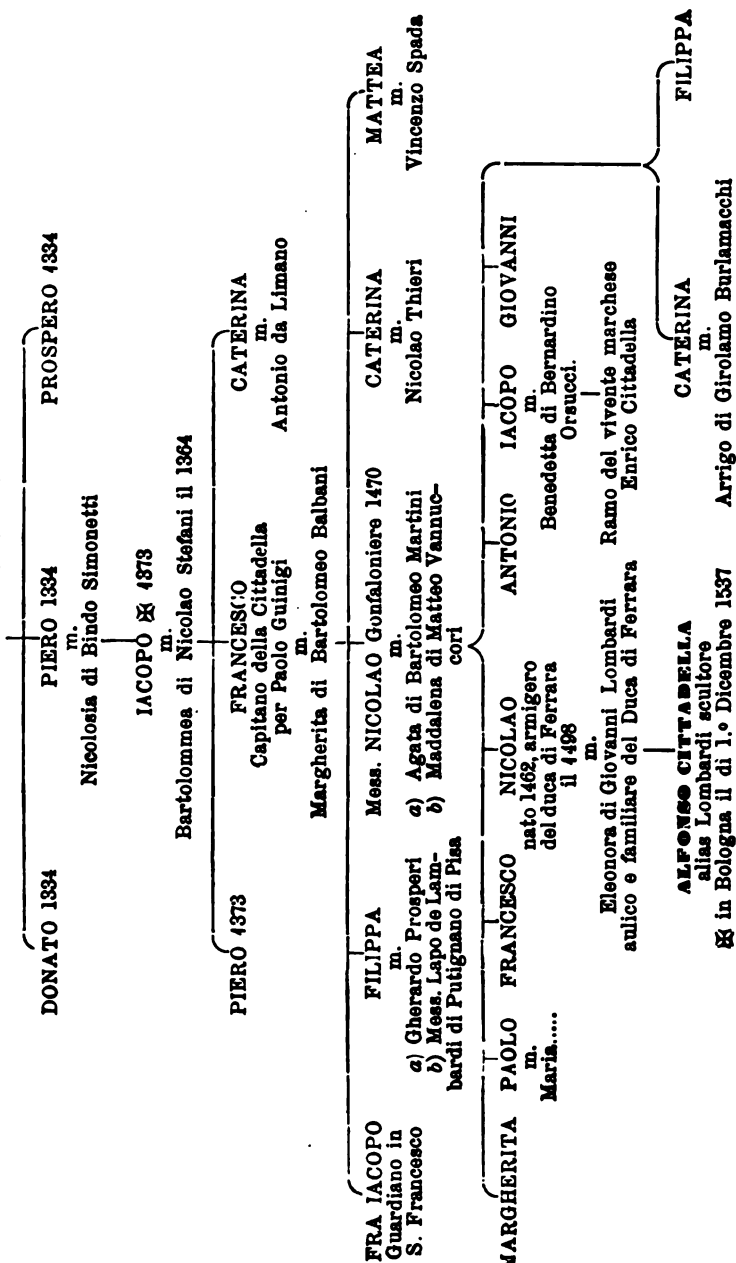 DONATO 1334
PIERO 1334
PROSPERO 1334
m.
Nicolosia di Bindo Simonetti
IACOPO ✠ 1373
m.
Bartolommea di Nicolao Stefani il 1364
PIERO 1373
FRANCESCO
Capitano della Cittadella
per Paolo Guinigi
m.
Margherita di Bartolomeo Balbani
CATERINA
m.
Antonio da Limano
FRA IACOPO
Guardiano in
S. Francesco
FILIPPA
m.
a) Gherardo Prosperi
b) Mess. Lapo de Lam-
bardi di Putignano di Pisa
Mess. NICOLAO Gonfaloniere 1470
m.
a) Agata di Bartolomeo Martini
b) Maddalena di Matteo Vannuc-
cori
CATERINA
m.
Nicolao Thieri
MATTEA
m.
Vincenzo Spada
MARGHERITA
PAOLO
m.
Maria.....
FRANCESCO
NICOLAO
nato 1462, armigero
del duca di Ferrara
il 1498
m.
Eleonora di Giovanni Lombardi
aulico e familiare del Duca di Ferrara
ALFONSO CITTADELLA
alias Lombardi scultore
✠ in Bologna il di 1.º Dicembre 1537
ANTONIO
IACOPO
m.
Benedetta di Bernardino
Orsucci.
Ramo del vivente marchese
Enrico Cittadella
GIOVANNI
CATERINA
m.
Arrigo di Girolamo Burlamacchi
FILIPPA